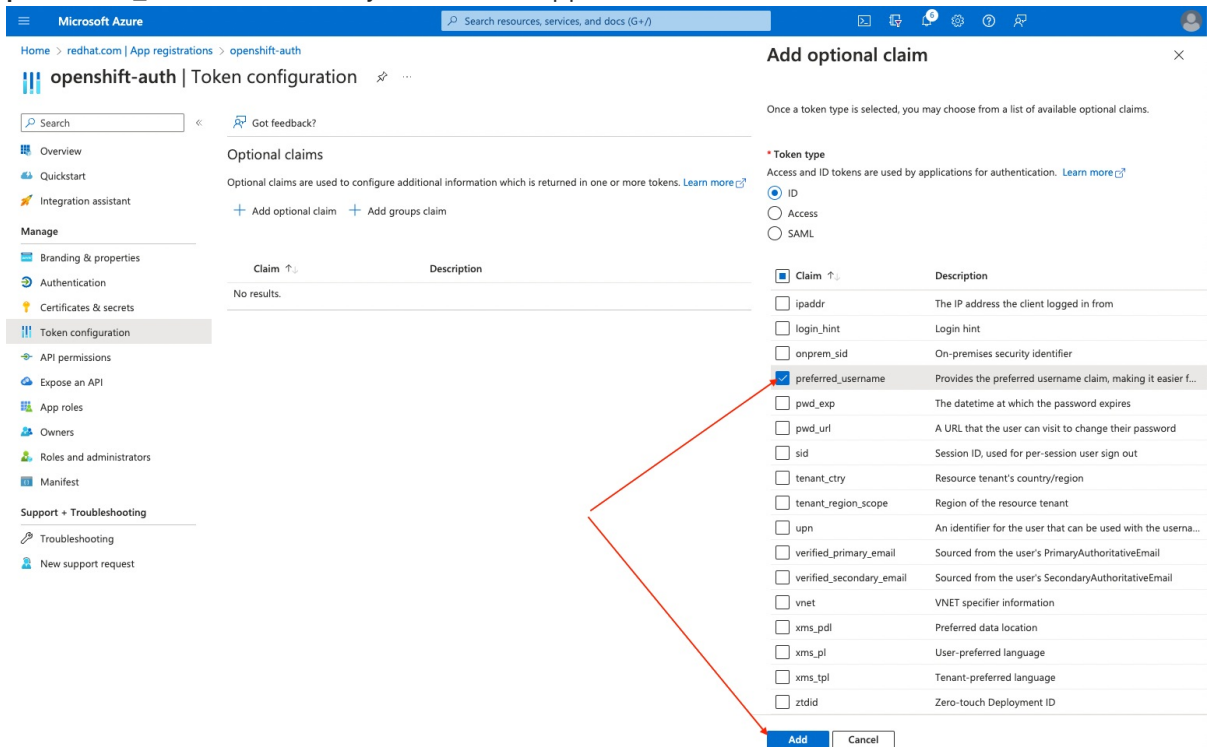 Microsoft Azure
Search resources, services, and docs (G+/)
6
Home > redhat.com | App registrations > openshift-auth
openshift-auth | Token configuration
Search
Overview
Quickstart
Integration assistant
Manage
Branding & properties
Authentication
Certificates & secrets
Token configuration
API permissions
Expose an API
App roles
Owners
Roles and administrators
Manifest
Support + Troubleshooting
Troubleshooting
New support request
Got feedback?
Optional claims
Optional claims are used to configure additional information which is returned in one or more tokens. Learn more
Add optional claim Add groups claim
Claim Description
No results.
Add optional claim
Once a token type is selected, you may choose from a list of available optional claims.
* Token type
Access and ID tokens are used by applications for authentication. Learn more
ID
Access
SAML
Claim Description
ipaddr The IP address the client logged in from
login_hint Login hint
onprem_sid On-premises security identifier
preferred_username Provides the preferred username claim, making it easier f...
pwd_exp The datetime at which the password expires
pwd_url A URL that the user can visit to change their password
sid Session ID, used for per-session user sign out
tenant_ctry Resource tenant's country/region
tenant_region_scope Region of the resource tenant
upn An identifier for the user that can be used with the userna...
verified_primary_email Sourced from the user's PrimaryAuthoritativeEmail
verified_secondary_email Sourced from the user's SecondaryAuthoritativeEmail
vnet VNET specifier information
xms_pdl Preferred data location
xms_pl User-preferred language
xms_tpl Tenant-preferred language
ztdid Zero-touch Deployment ID
Add Cancel